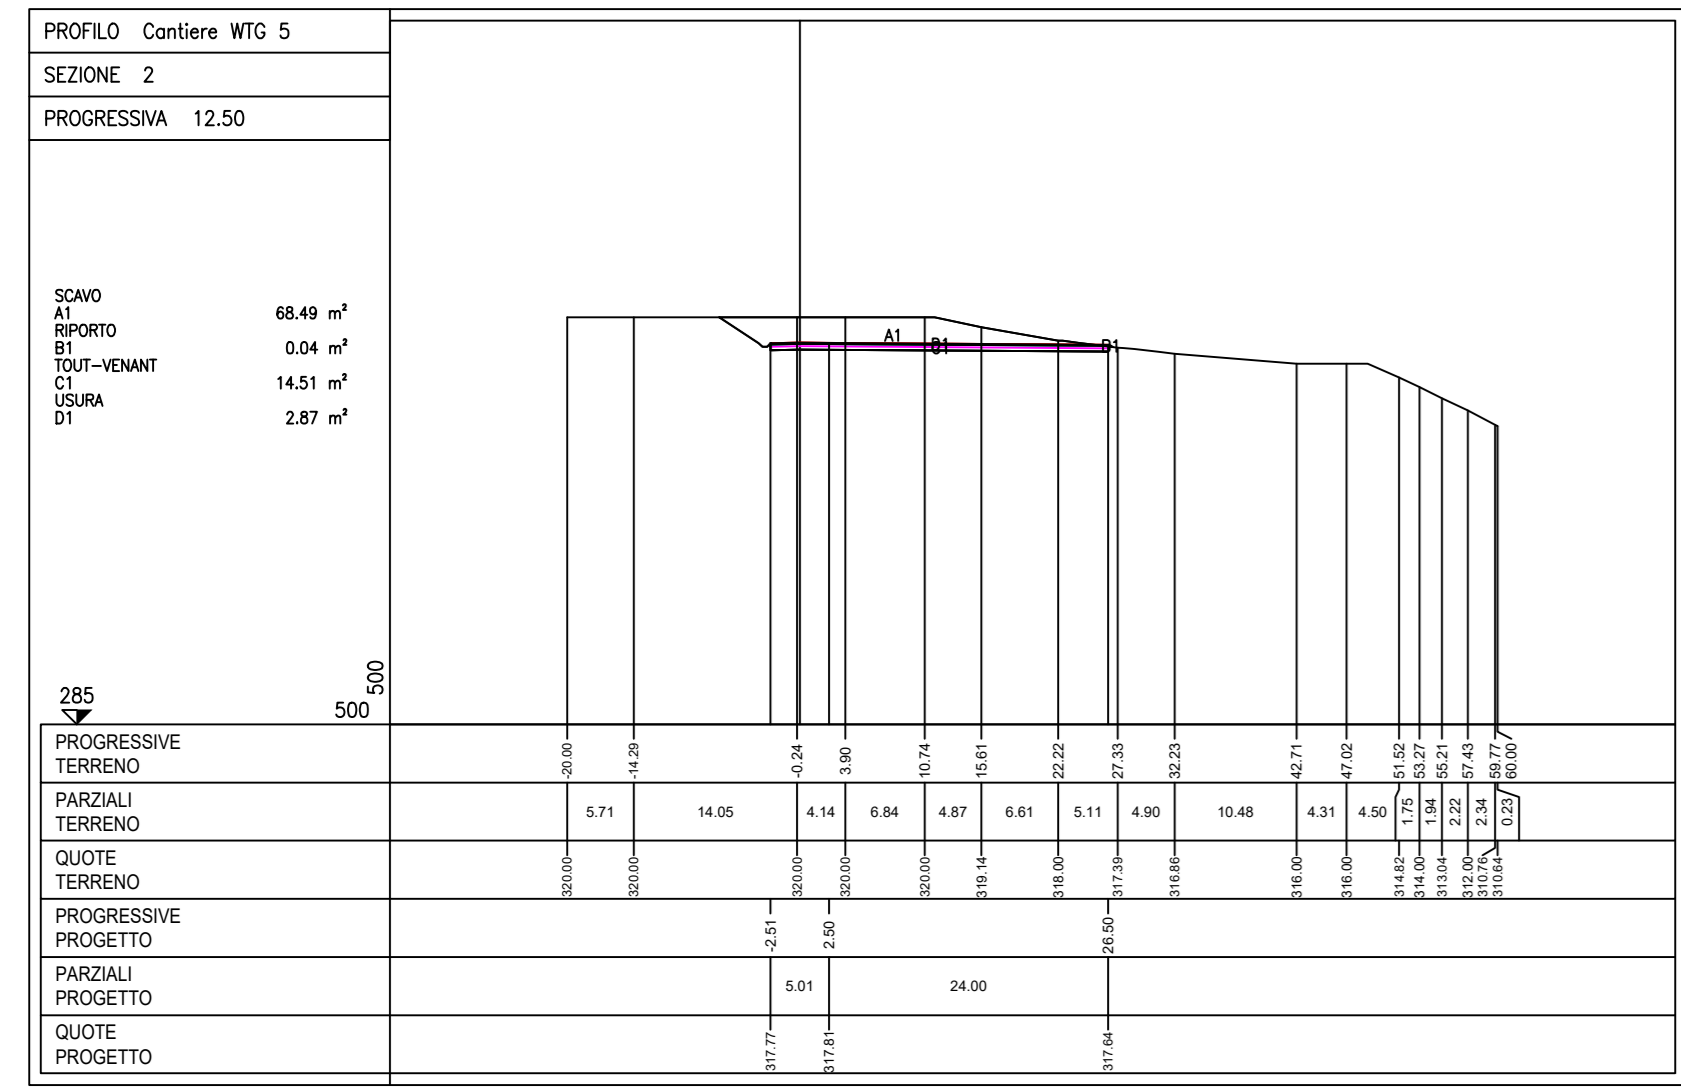 PROFILO Cantiere WTG 5
SEZIONE 2
PROGRESSIVA 12.50
SCAVO
A1 68.49 m²
RIPORTO
B1 0.04 m²
TOUT-VENANT
C1 14.51 m²
USURA
D1 2.87 m²
A1
B1
285
500
500
PROGRESSIVE
TERRENO
-20.00 -14.29 -0.24 3.90 10.74 15.61 22.22 27.33 32.23 42.71 47.02 51.52 53.27 55.21 57.43 59.77 60.00
PARZIALI
TERRENO
5.71 14.05 4.14 6.84 4.87 6.61 5.11 4.90 10.48 4.31 4.50 1.75 1.94 2.22 2.34 0.23
QUOTE
TERRENO
320.00 320.00 320.00 320.00 320.00 319.14 318.00 317.39 316.86 316.00 316.00 314.82 314.00 313.04 312.00 310.76 310.64
PROGRESSIVE
PROGETTO
-2.51 2.50 26.50
PARZIALI
PROGETTO
5.01 24.00
QUOTE
PROGETTO
317.77 317.81 317.64